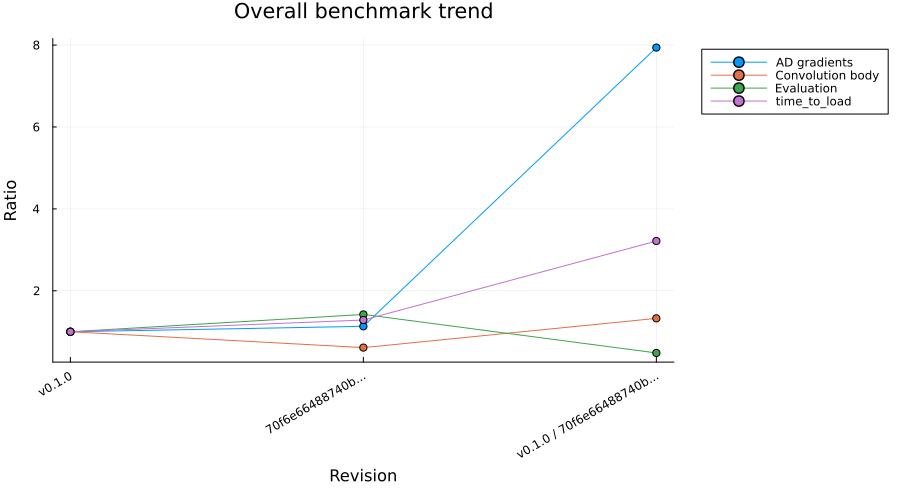 Overall benchmark trend
8
6
4
2
Ratio
v0.1.0
70f6e66488740b...
v0.1.0 / 70f6e66488740b...
Revision
AD gradients
Convolution body
Evaluation
time_to_load